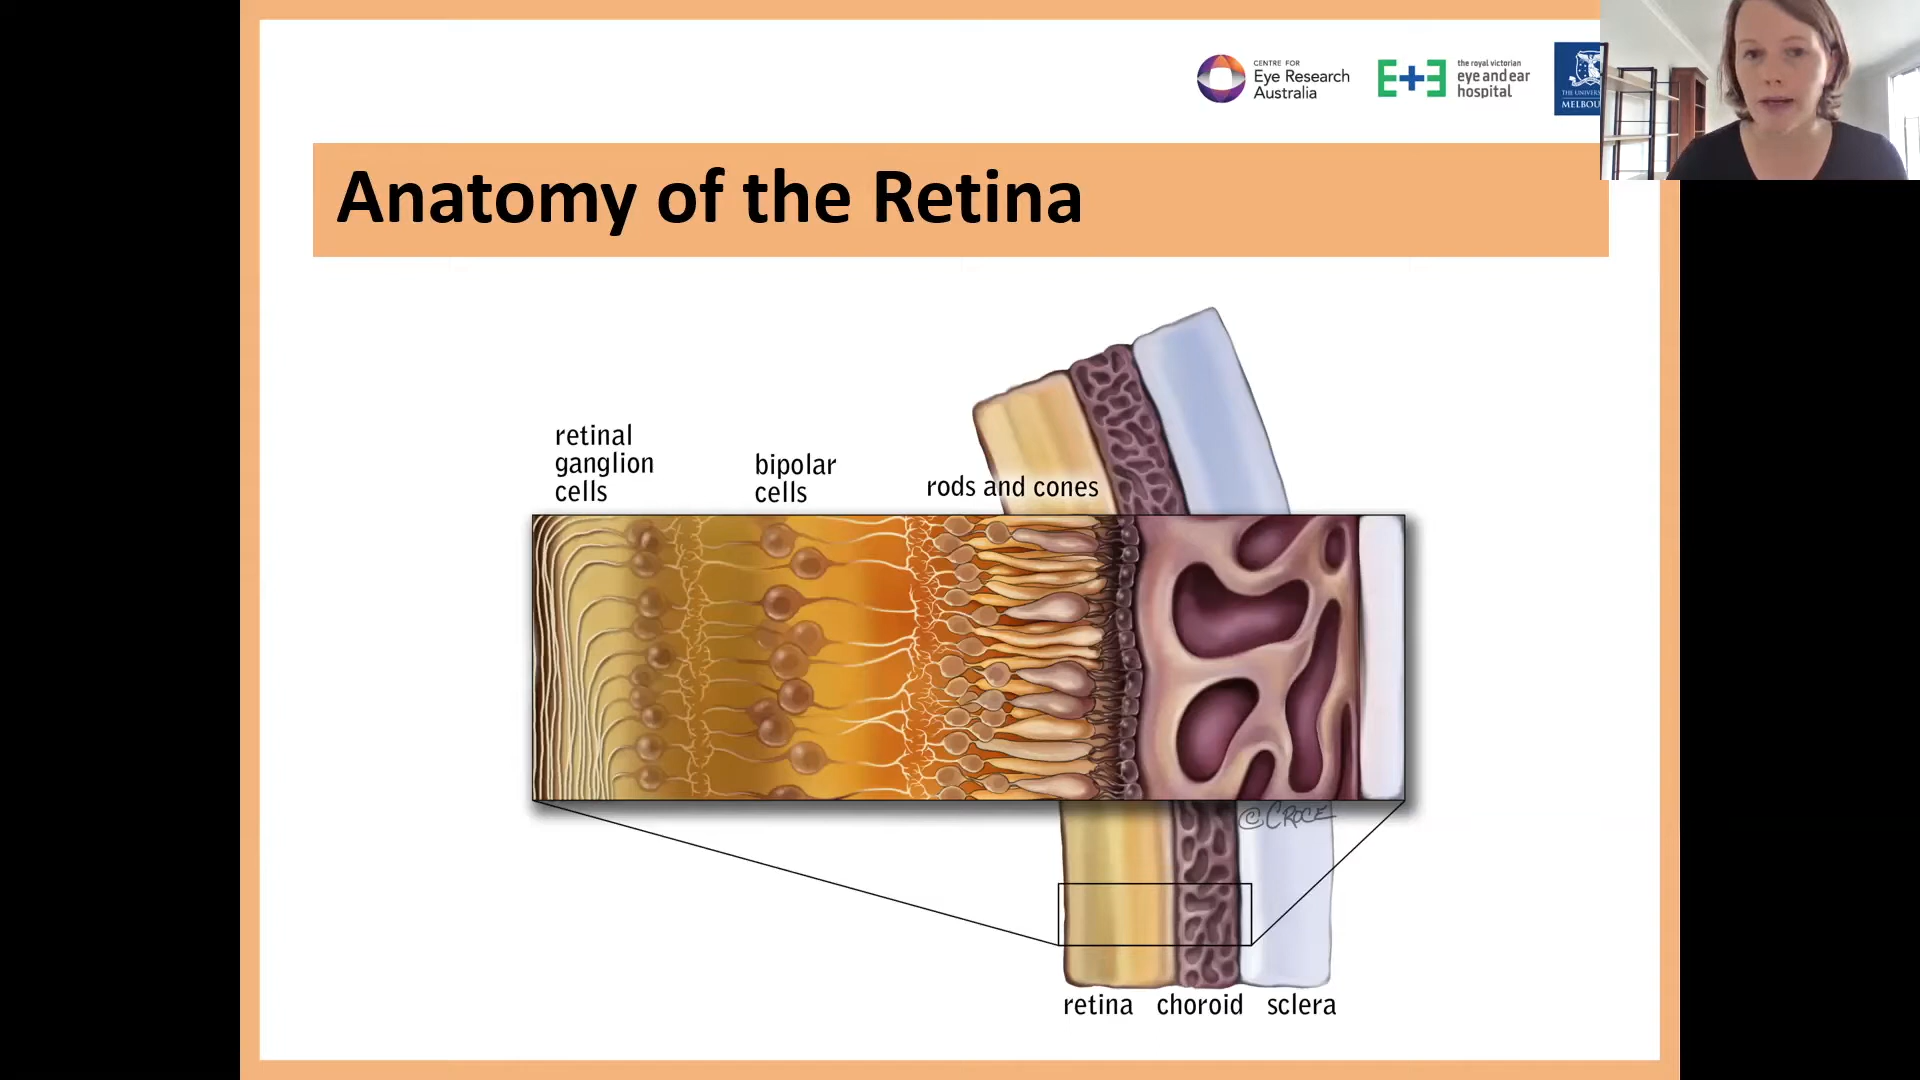 CENTRE FOR
Eye Research
Australia
E+E
the royal victorian
eye and ear
hospital
Anatomy of the Retina
retinal
ganglion
cells
bipolar
cells
rods and cones
© CROCE
retina choroid sclera